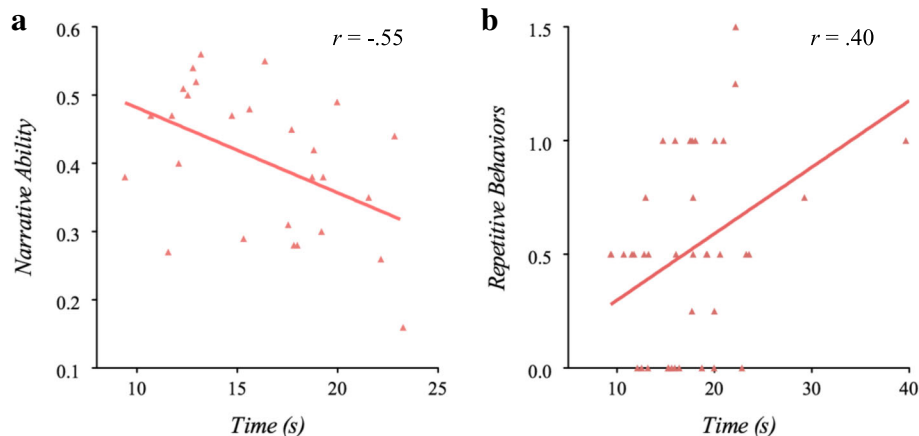 a
r = -.55
0.6
0.5
0.4
0.3
0.2
0.1
Narrative Ability
10 15 20 25
Time (s)
b
r = .40
1.5
1.0
0.5
0.0
Repetitive Behaviors
10 20 30 40
Time (s)